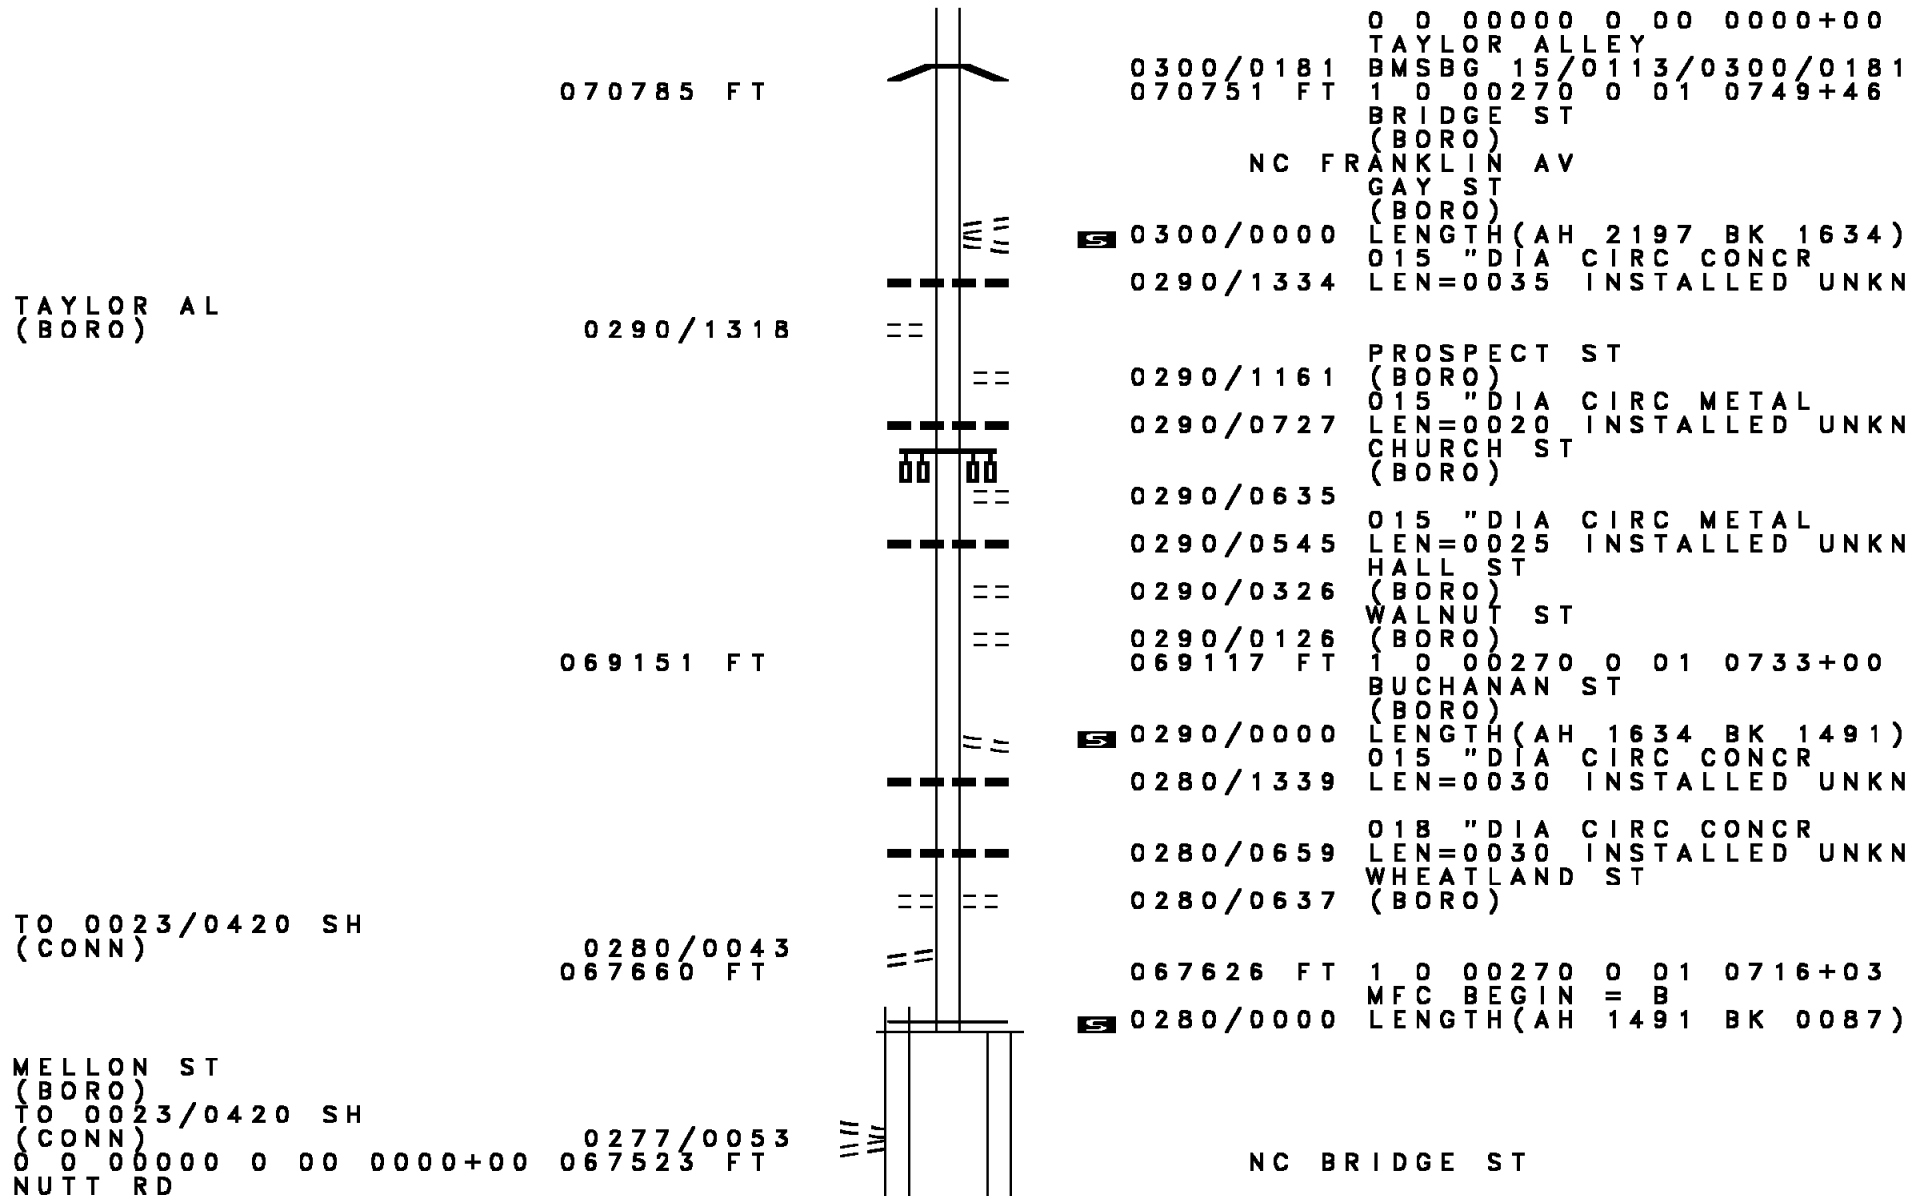 0 0 00000 0 00 0000+00
TAYLOR ALLEY
0300/0181 BMSBG 15/0113/0300/0181
070785 FT 070751 FT 1 0 00270 0 01 0749+46
BRIDGE ST
(BORO)
NC FRANKLIN AV
GAY ST
(BORO)
S 0300/0000 LENGTH(AH 2197 BK 1634)
015 "DIA CIRC CONCR
0290/1334 LEN=0035 INSTALLED UNKN
TAYLOR AL
(BORO) 0290/1318
PROSPECT ST
0290/1161 (BORO)
015 "DIA CIRC METAL
0290/0727 LEN=0020 INSTALLED UNKN
CHURCH ST
(BORO)
0290/0635
015 "DIA CIRC METAL
0290/0545 LEN=0025 INSTALLED UNKN
HALL ST
0290/0326 (BORO)
WALNUT ST
0290/0126 (BORO)
069151 FT 069117 FT 1 0 00270 0 01 0733+00
BUCHANAN ST
(BORO)
S 0290/0000 LENGTH(AH 1634 BK 1491)
015 "DIA CIRC CONCR
0280/1339 LEN=0030 INSTALLED UNKN
018 "DIA CIRC CONCR
0280/0659 LEN=0030 INSTALLED UNKN
WHEATLAND ST
0280/0637 (BORO)
TO 0023/0420 SH
(CONN) 0280/0043
067660 FT 067626 FT 1 0 00270 0 01 0716+03
MFC BEGIN = B
S 0280/0000 LENGTH(AH 1491 BK 0087)
MELLON ST
(BORO)
TO 0023/0420 SH
(CONN) 0277/0053
0 0 00000 0 00 0000+00 067523 FT NC BRIDGE ST
NUTT RD